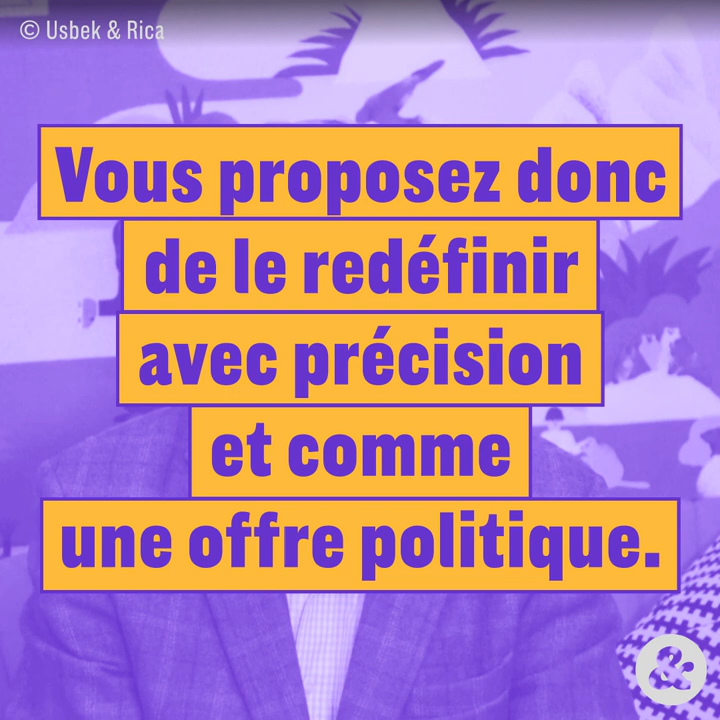 © Usbek & Rica
Vous proposez donc
de le redéfinir
avec précision
et comme
une offre politique.
&